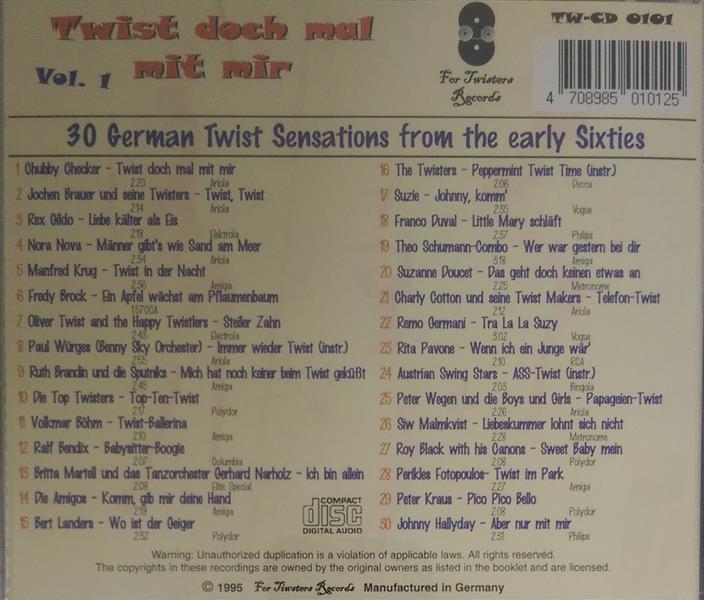 Twist doch mal
mit mir
Vol. 1
For Twisters
Records
TW-CD 0101
4 708985 010125
30 German Twist Sensations from the early Sixties
1 Chubby Checker - Twist doch mal mit mir
2:20 Ariola
2 Jochen Brauer und seine Twisters - Twist, Twist
2:14 Ariola
3 Rex Gildo - Liebe kälter als Eis
2:18 Elektrola
4 Nora Nova - Männer gibt's wie Sand am Meer
2:34 Ariola
5 Manfred Krug - Twist in der Nacht
2:36 Amiga
6 Fredy Brock - Ein Apfel wächst am Pflaumenbaum
15700A
7 Oliver Twist and the Happy Twistlers - Steiler Zahn
2:43 Electrola
8 Paul Würges (Benny Sky Orchester) - Immer wieder Twist (instr.)
2:55 Ariola
9 Ruth Brandin und die Sputniks - Mich hat noch keiner beim Twist geküßt
2:45 Amiga
10 Die Top Twisters - Top-Ten-Twist
2:17 Polydor
11 Volkmar Böhm - Twist-Ballerina
2:10 Amiga
12 Ralf Bendix - Babysitter-Boogie
2:07 Columbia
13 Britta Martell und das Tanzorchester Gerhard Narholz - Ich bin allein
2:08 Elite Special
14 Die Amigos - Komm, gib mir deine Hand
2:19 Amiga
15 Bert Landers - Wo ist der Geiger
2:32 Polydor
16 The Twisters - Peppermint Twist Time (instr.)
2:06 Decca
17 Suzie - Johnny, komm'
2:35 Vogue
18 Franco Duval - Little Mary schläft
2:37 Philips
19 Theo Schumann-Combo - Wer war gestern bei dir
3:18 Amiga
20 Suzanne Doucet - Das geht doch keinen etwas an
2:25 Metronome
21 Charly Cotton und seine Twist Makers - Telefon-Twist
1:12 Ariola
22 Remo Germani - Tra La La Suzy
3:02 Vogue
23 Rita Pavone - Wenn ich ein Junge wär'
2:10 RCA
24 Austrian Swing Stars - ASS-Twist (instr.)
2:03 Bingola
25 Peter Wegen und die Boys und Girls - Papageien-Twist
2:26 Ariola
26 Siw Malmkvist - Liebeskummer lohnt sich nicht
2:28 Metronome
27 Roy Black with his Canons - Sweet Baby mein
2:08 Polydor
28 Perikles Fotopoulos- Twist im Park
2:27 Amiga
29 Peter Kraus - Pico Pico Bello
2:08 Polydor
30 Johnny Hallyday - Aber nur mit mir
2:31 Philips
COMPACT
disc
DIGITAL AUDIO
Warning: Unauthorized duplication is a violation of applicable laws. All rights reserved.
The copyrights in these recordings are owned by the original owners as listed in the booklet and are licensed.
© 1995 For Twisters Records Manufactured in Germany